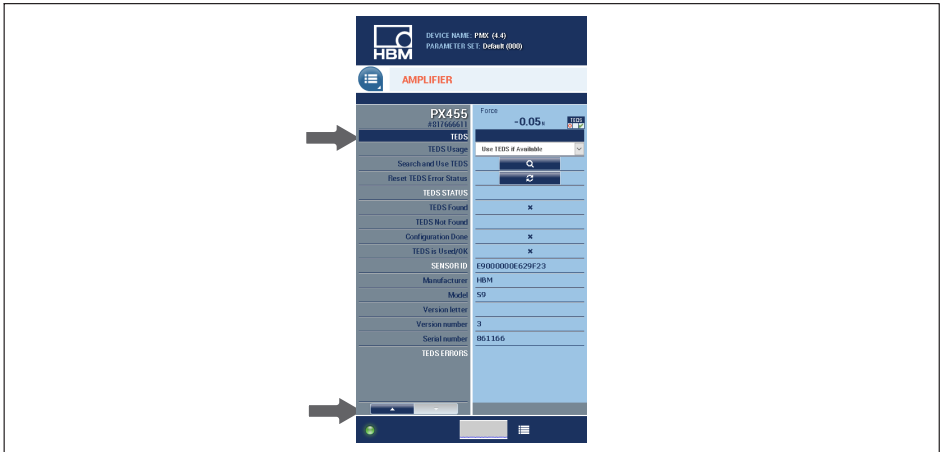 HBM
DEVICE NAME: PMX (4.4)
PARAMETER SET: Default (000)
AMPLIFIER
PX455
#017666611
Force
-0.05 N
TEDS
TEDS
TEDS Usage
Use TEDS if Available
Search and Use TEDS
Reset TEDS Error Status
TEDS STATUS
TEDS Found ×
TEDS Not Found
Configuration Done ×
TEDS is Used/OK ×
SENSOR ID E9000000E629F23
Manufacturer HBM
Model S9
Version letter
Version number 3
Serial number 861166
TEDS ERRORS